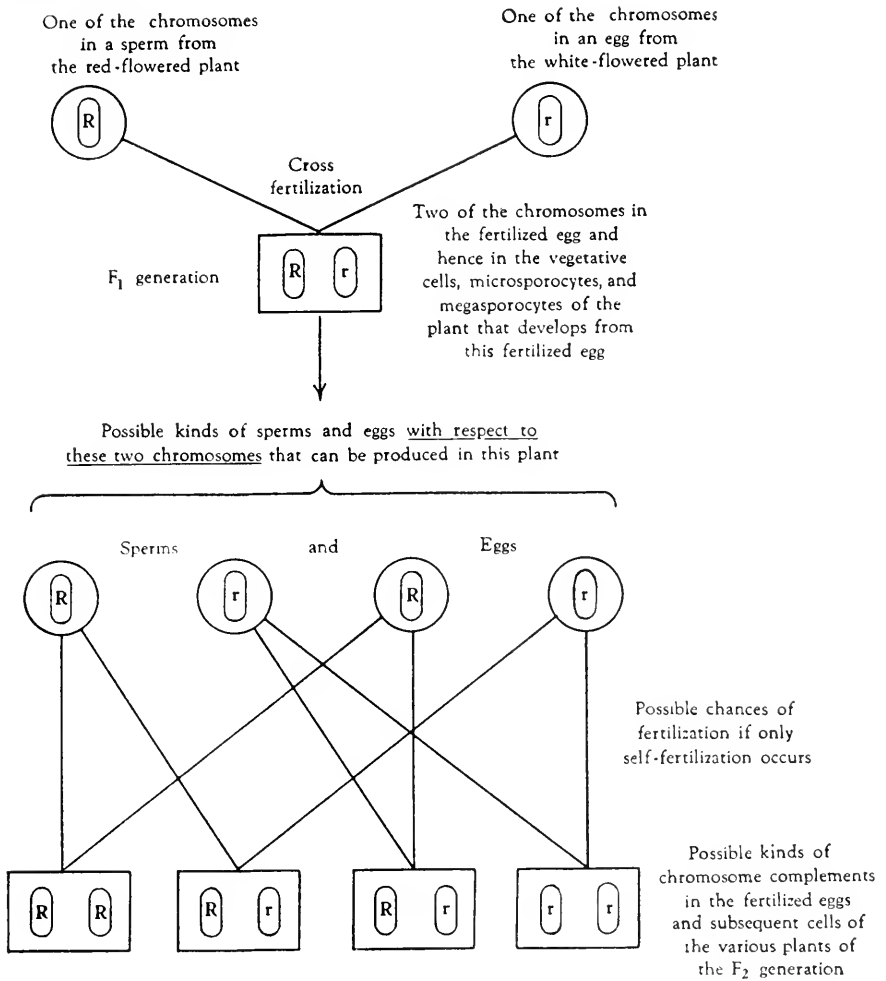 One of the chromosomes
in a sperm from
the red-flowered plant
One of the chromosomes
in an egg from
the white-flowered plant
R
r
Cross
fertilization
F1 generation
R r
Two of the chromosomes in
the fertilized egg and
hence in the vegetative
cells, microsporocytes, and
megasporocytes of the
plant that develops from
this fertilized egg
Possible kinds of sperms and eggs with respect to
these two chromosomes that can be produced in this plant
Sperms and Eggs
R r R r
Possible chances of
fertilization if only
self-fertilization occurs
R R R r R r r r
Possible kinds of
chromosome complements
in the fertilized eggs
and subsequent cells of
the various plants of
the F2 generation